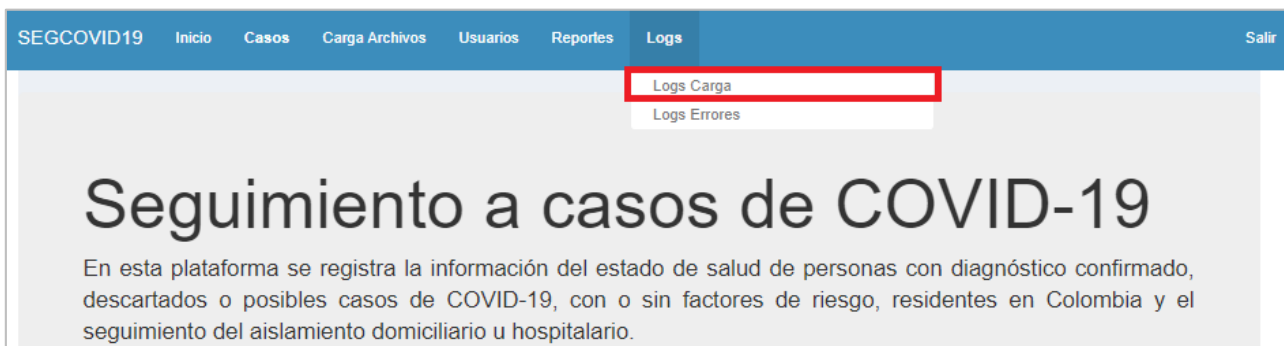 SEGCOVID19 Inicio Casos Carga Archivos Usuarios Reportes Logs Salir
Logs Carga
Logs Errores
Seguimiento a casos de COVID-19
En esta plataforma se registra la información del estado de salud de personas con diagnóstico confirmado,
descartados o posibles casos de COVID-19, con o sin factores de riesgo, residentes en Colombia y el
seguimiento del aislamiento domiciliario u hospitalario.